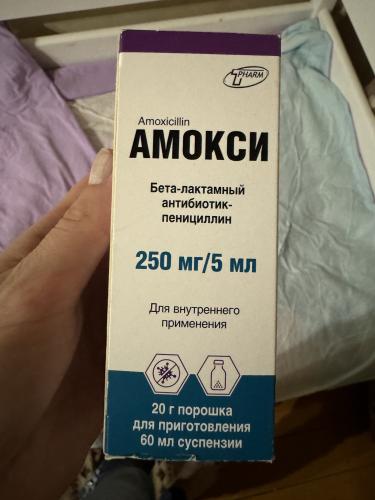 PHARM
Amoxicillin
АМОКСИ
Бета-лактамный
антибиотик-
пенициллин
250 мг/5 мл
Для внутреннего
применения
20 г порошка
для приготовления
60 мл суспензии